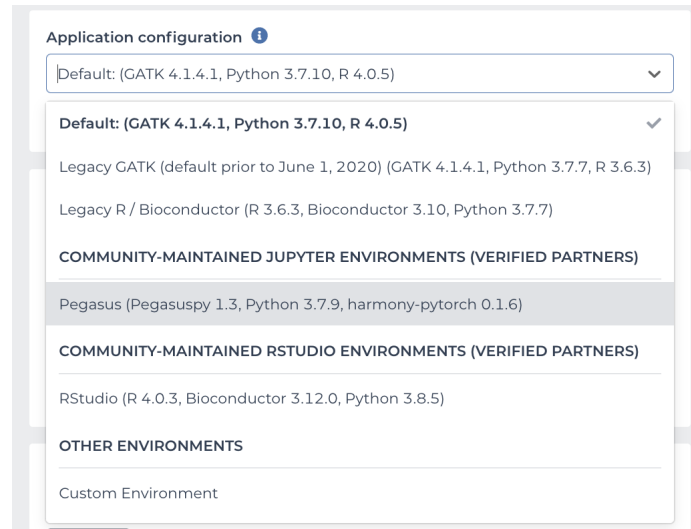 Application configuration
Default: (GATK 4.1.4.1, Python 3.7.10, R 4.0.5)
Default: (GATK 4.1.4.1, Python 3.7.10, R 4.0.5)
Legacy GATK (default prior to June 1, 2020) (GATK 4.1.4.1, Python 3.7.7, R 3.6.3)
Legacy R / Bioconductor (R 3.6.3, Bioconductor 3.10, Python 3.7.7)
COMMUNITY-MAINTAINED JUPYTER ENVIRONMENTS (VERIFIED PARTNERS)
Pegasus (Pegasuspy 1.3, Python 3.7.9, harmony-pytorch 0.1.6)
COMMUNITY-MAINTAINED RSTUDIO ENVIRONMENTS (VERIFIED PARTNERS)
RStudio (R 4.0.3, Bioconductor 3.12.0, Python 3.8.5)
OTHER ENVIRONMENTS
Custom Environment